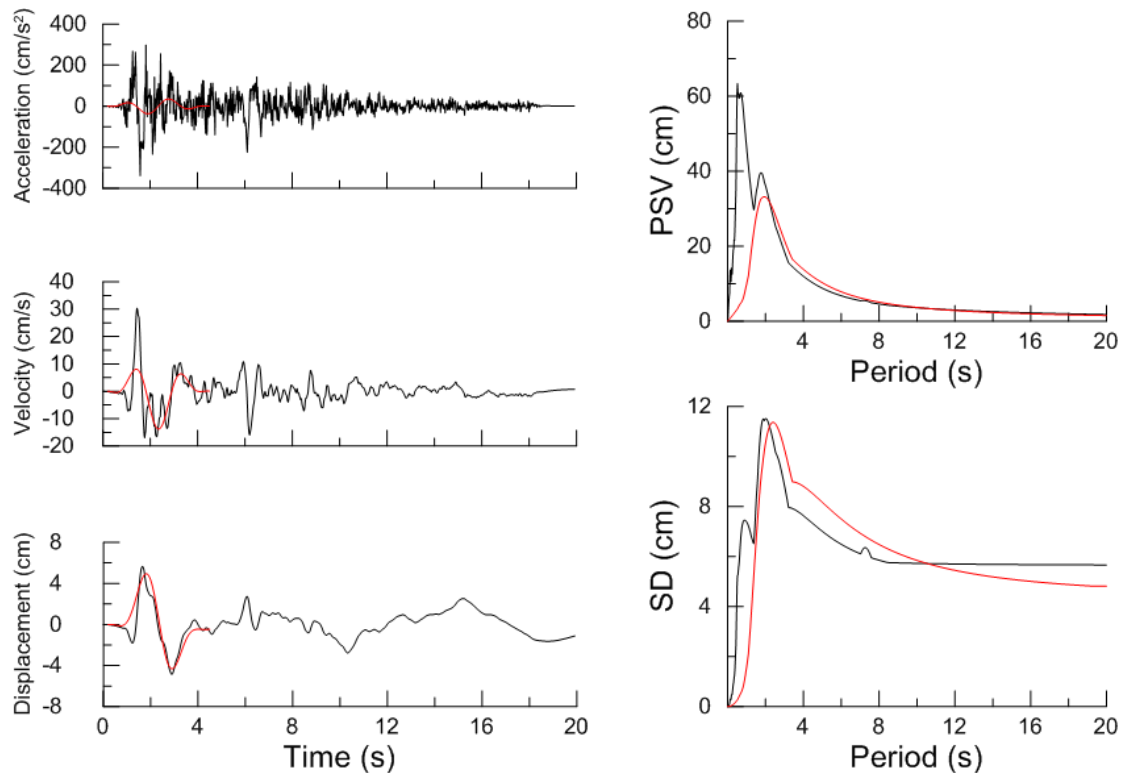 Acceleration (cm/s²)
400
200
0
-200
-400
Velocity (cm/s)
40
30
20
10
0
-10
-20
Displacement (cm)
8
4
0
-4
-8
0 4 8 12 16 20
Time (s)
PSV (cm)
80
60
40
20
0
4 8 12 16 20
Period (s)
SD (cm)
12
8
4
0
4 8 12 16 20
Period (s)